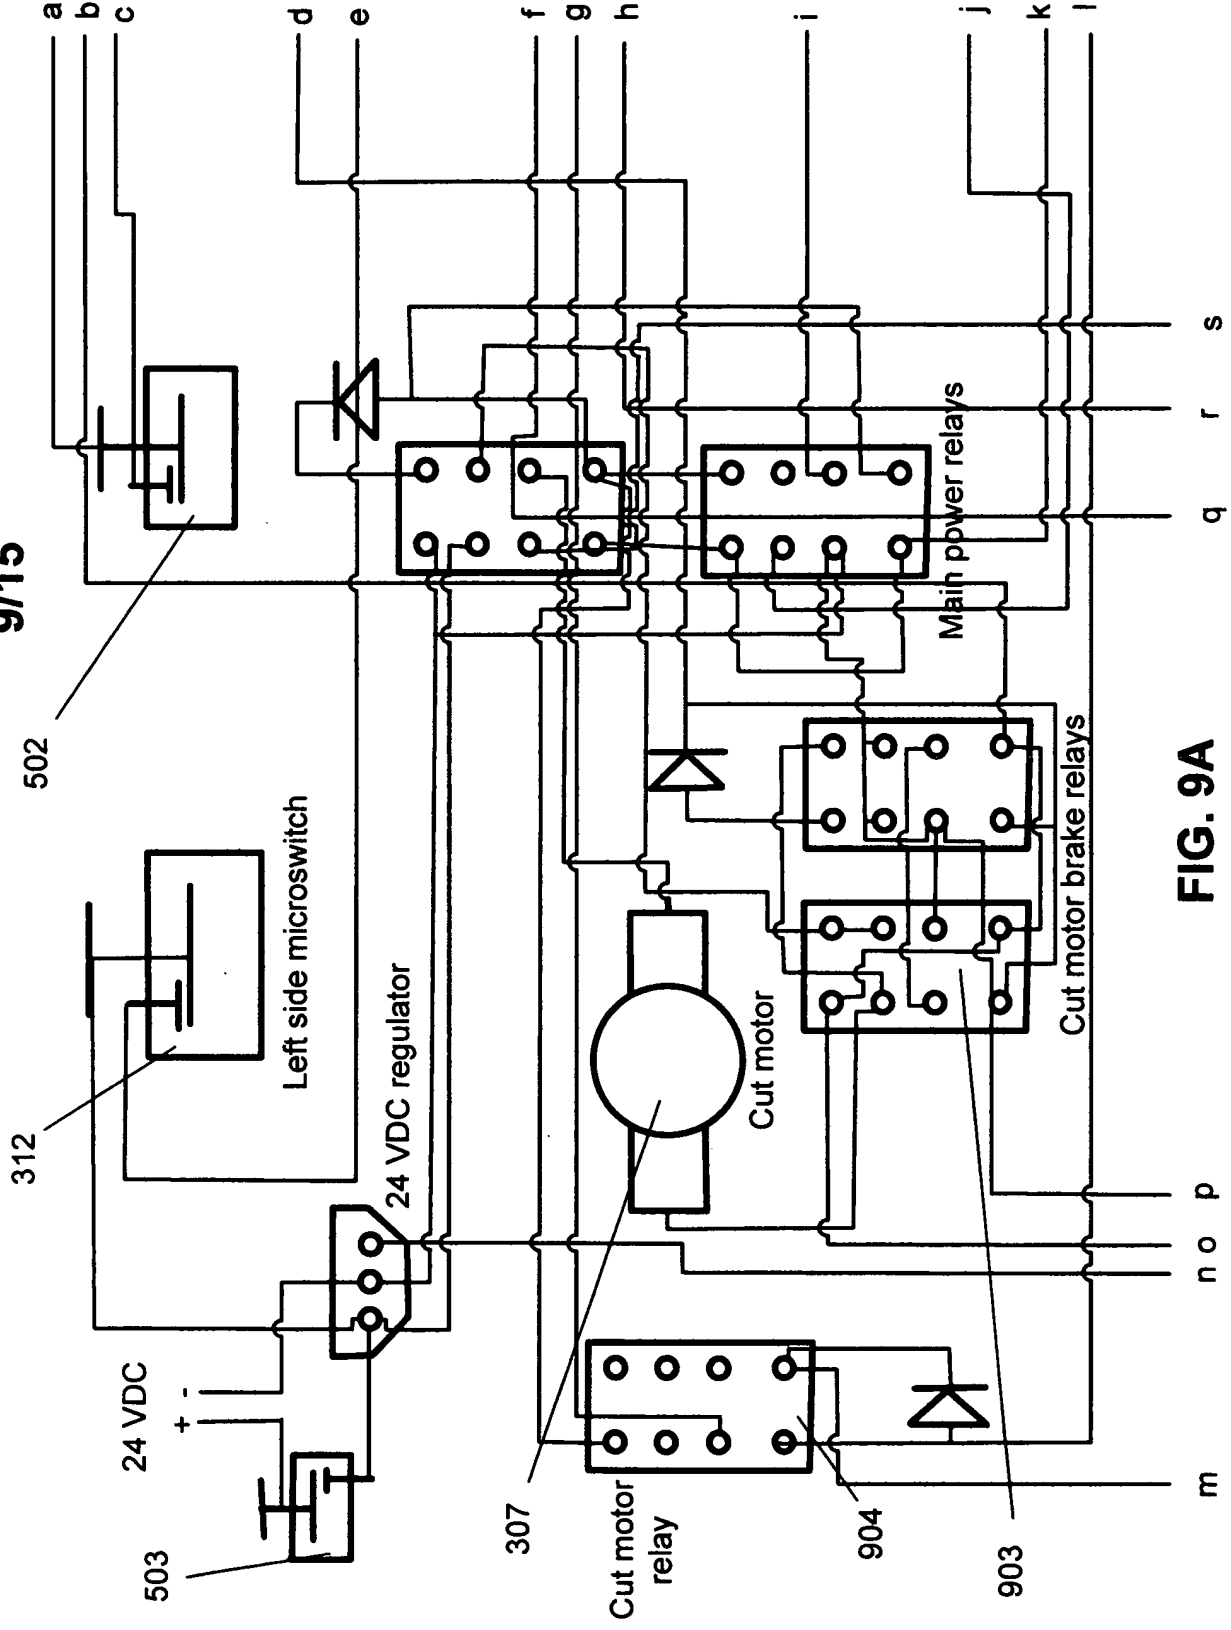 9/15
a
b
c
d
e
f
g
h
i
j
k
l
502
312
Left side microswitch
24 VDC regulator
24 VDC
+ -
503
Cut motor
307
Cut motor
relay
904
903
Main power relays
Cut motor brake relays
m
n
o
p
q
r
s
FIG. 9A